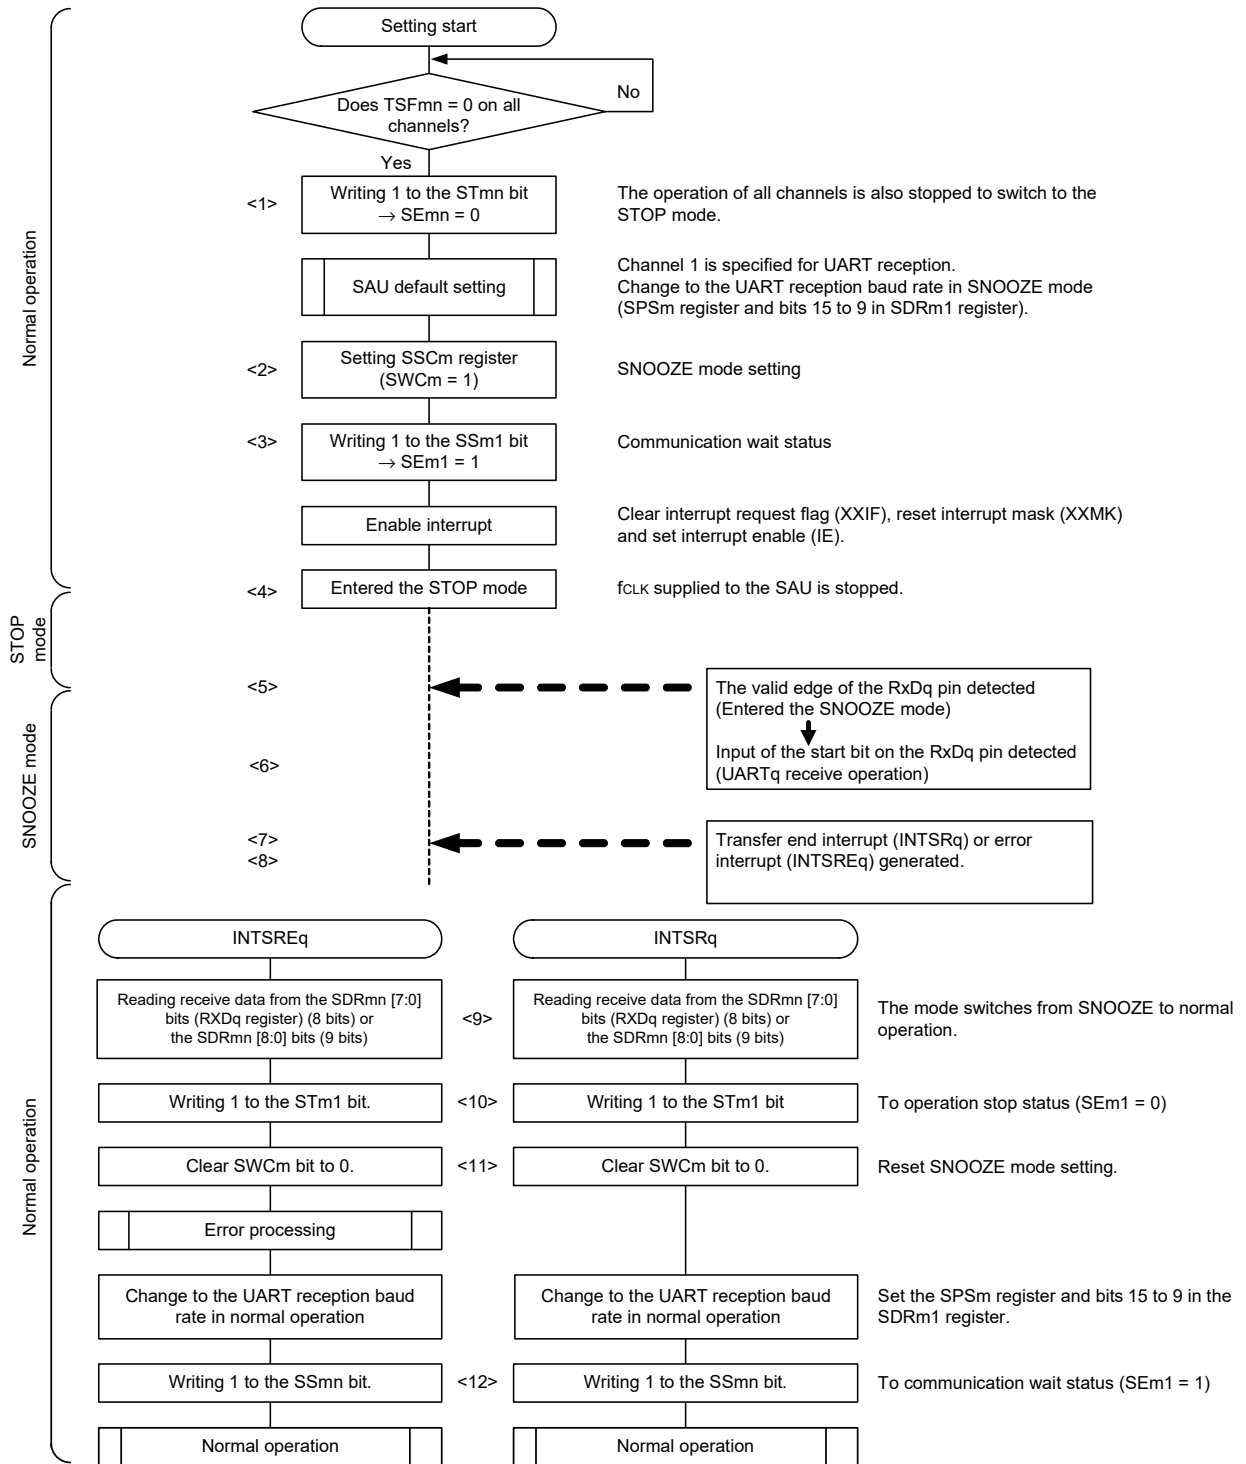 Setting start
No
Does TSFmn = 0 on all
channels?
Yes
<1>
Writing 1 to the STmn bit
→ SEmn = 0
The operation of all channels is also stopped to switch to the
STOP mode.
Normal operation
SAU default setting
Channel 1 is specified for UART reception.
Change to the UART reception baud rate in SNOOZE mode
(SPSm register and bits 15 to 9 in SDRm1 register).
<2>
Setting SSCm register
(SWCm = 1)
SNOOZE mode setting
<3>
Writing 1 to the SSm1 bit
→ SEm1 = 1
Communication wait status
Enable interrupt
Clear interrupt request flag (XXIF), reset interrupt mask (XXMK)
and set interrupt enable (IE).
<4>
Entered the STOP mode
fCLK supplied to the SAU is stopped.
STOP
mode
<5>
The valid edge of the RxDq pin detected
(Entered the SNOOZE mode)
SNOOZE mode
<6>
Input of the start bit on the RxDq pin detected
(UARTq receive operation)
<7>
<8>
Transfer end interrupt (INTSRq) or error
interrupt (INTSREq) generated.
INTSREq
INTSRq
Reading receive data from the SDRmn [7:0]
bits (RXDq register) (8 bits) or
the SDRmn [8:0] bits (9 bits)
<9>
Reading receive data from the SDRmn [7:0]
bits (RXDq register) (8 bits) or
the SDRmn [8:0] bits (9 bits)
The mode switches from SNOOZE to normal
operation.
Writing 1 to the STm1 bit.
<10>
Writing 1 to the STm1 bit
To operation stop status (SEm1 = 0)
Normal operation
Clear SWCm bit to 0.
<11>
Clear SWCm bit to 0.
Reset SNOOZE mode setting.
Error processing
Change to the UART reception baud
rate in normal operation
Change to the UART reception baud
rate in normal operation
Set the SPSm register and bits 15 to 9 in the
SDRm1 register.
Writing 1 to the SSmn bit.
<12>
Writing 1 to the SSmn bit.
To communication wait status (SEm1 = 1)
Normal operation
Normal operation